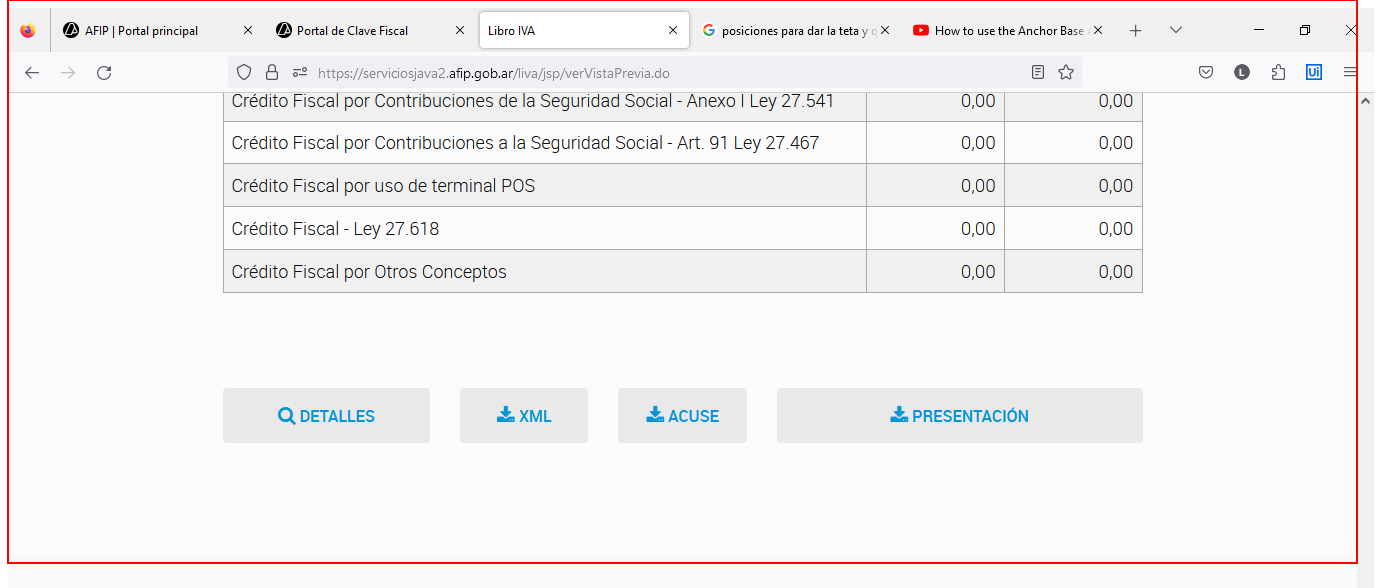 AFIP | Portal principal
Portal de Clave Fiscal
Libro IVA
posiciones para dar la teta y q
How to use the Anchor Base
https://serviciosjava2.afip.gob.ar/liva/jsp/verVistaPrevia.do
L
Ui
Crédito Fiscal por Contribuciones de la Seguridad Social - Anexo I Ley 27.541 0,00 0,00
Crédito Fiscal por Contribuciones a la Seguridad Social - Art. 91 Ley 27.467 0,00 0,00
Crédito Fiscal por uso de terminal POS 0,00 0,00
Crédito Fiscal - Ley 27.618 0,00 0,00
Crédito Fiscal por Otros Conceptos 0,00 0,00
DETALLES
XML
ACUSE
PRESENTACIÓN